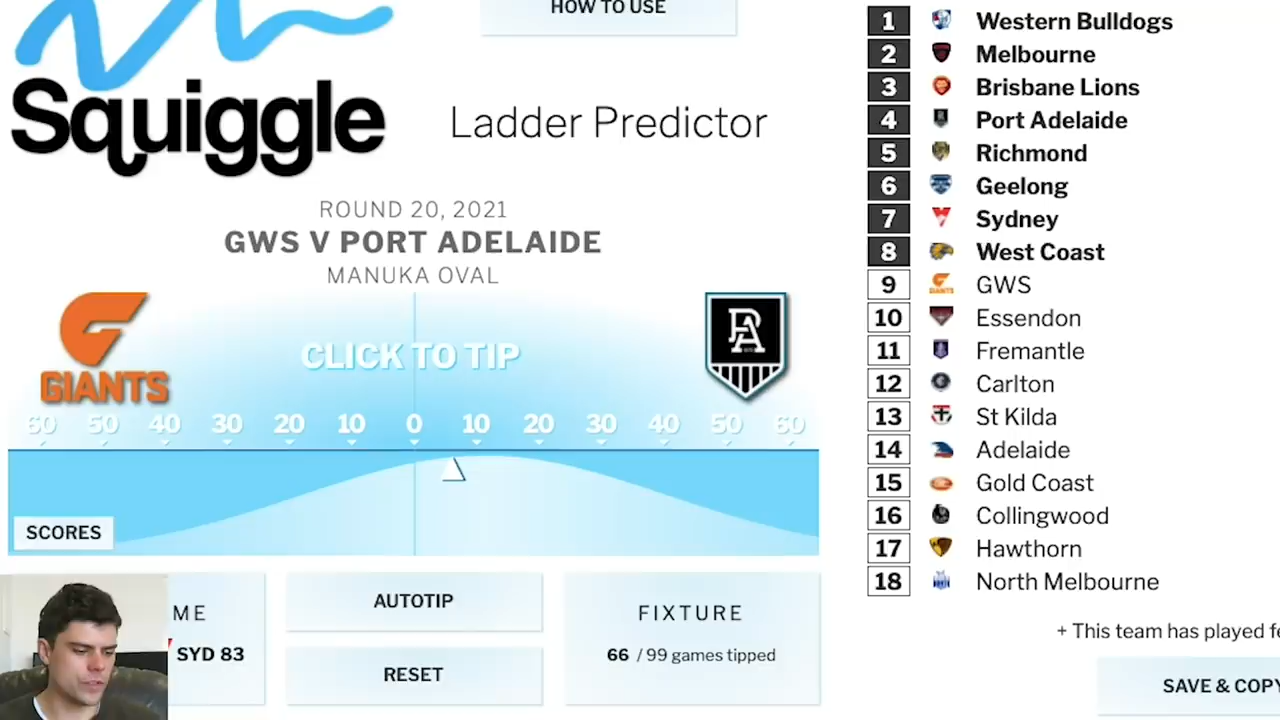 HOW TO USE
Squiggle
Ladder Predictor
ROUND 20, 2021
GWS V PORT ADELAIDE
MANUKA OVAL
GIANTS
PA
CLICK TO TIP
60 50 40 30 20 10 0 10 20 30 40 50 60
SCORES
ME
SYD 83
AUTOTIP
RESET
FIXTURE
66 / 99 games tipped
1 Western Bulldogs
2 Melbourne
3 Brisbane Lions
4 Port Adelaide
5 Richmond
6 Geelong
7 Sydney
8 West Coast
9 GWS
10 Essendon
11 Fremantle
12 Carlton
13 St Kilda
14 Adelaide
15 Gold Coast
16 Collingwood
17 Hawthorn
18 North Melbourne
+ This team has played fe
SAVE & COPY